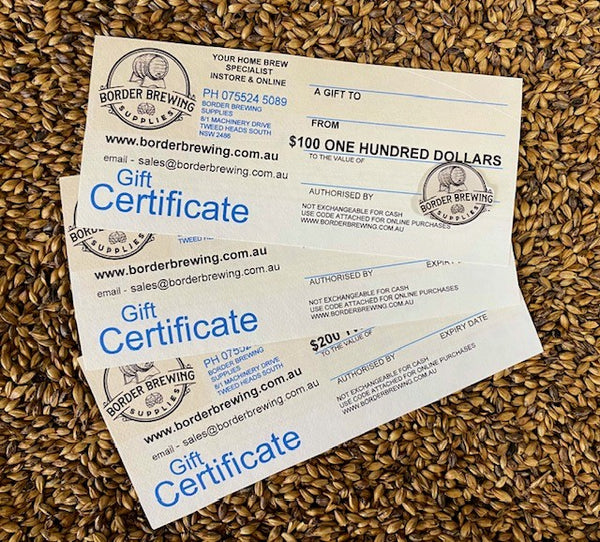 BORDER BREWING
SUPPLIES
YOUR HOME BREW
SPECIALIST
INSTORE & ONLINE
PH 075524 5089
BORDER BREWING
SUPPLIES
8/1 MACHINERY DRIVE
TWEED HEADS SOUTH
NSW 2486
www.borderbrewing.com.au
email - sales@borderbrewing.com.au
Gift
Certificate
A GIFT TO
FROM
$100 ONE HUNDRED DOLLARS
TO THE VALUE OF
AUTHORISED BY
BORDER BREWING
SUPPLIES
NOT EXCHANGEABLE FOR CASH
USE CODE ATTACHED FOR ONLINE PURCHASES
WWW.BORDERBREWING.COM.AU
SUPPLIES
TWEED HEADS SOUTH
www.borderbrewing.com.au
email - sales@borderbrewing.com.au
Gift
Certificate
AUTHORISED BY
NOT EXCHANGEABLE FOR CASH
USE CODE ATTACHED FOR ONLINE PURCHASES
WWW.BORDERBREWING.COM.AU
BORDER BREWING
SUPPLIES
BORDER BREWING
SUPPLIES
8/1 MACHINERY DRIVE
TWEED HEADS SOUTH
www.borderbrewing.com.au
email - sales@borderbrewing.com.au
Gift
Certificate
$200
TO THE VALUE OF
AUTHORISED BY
EXPIRY DATE
NOT EXCHANGEABLE FOR CASH
USE CODE ATTACHED FOR ONLINE PURCHASES
WWW.BORDERBREWING.COM.AU